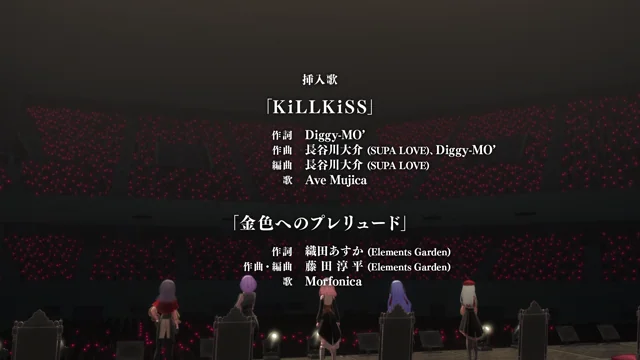 挿入歌
「KiLLKiSS」
作詞 Diggy-MO’
作曲 長谷川大介 (SUPA LOVE)、Diggy-MO’
編曲 長谷川大介 (SUPA LOVE)
歌 Ave Mujica
「金色へのプレリュード」
作詞 織田あすか (Elements Garden)
作曲・編曲 藤田淳平 (Elements Garden)
歌 Morfonica